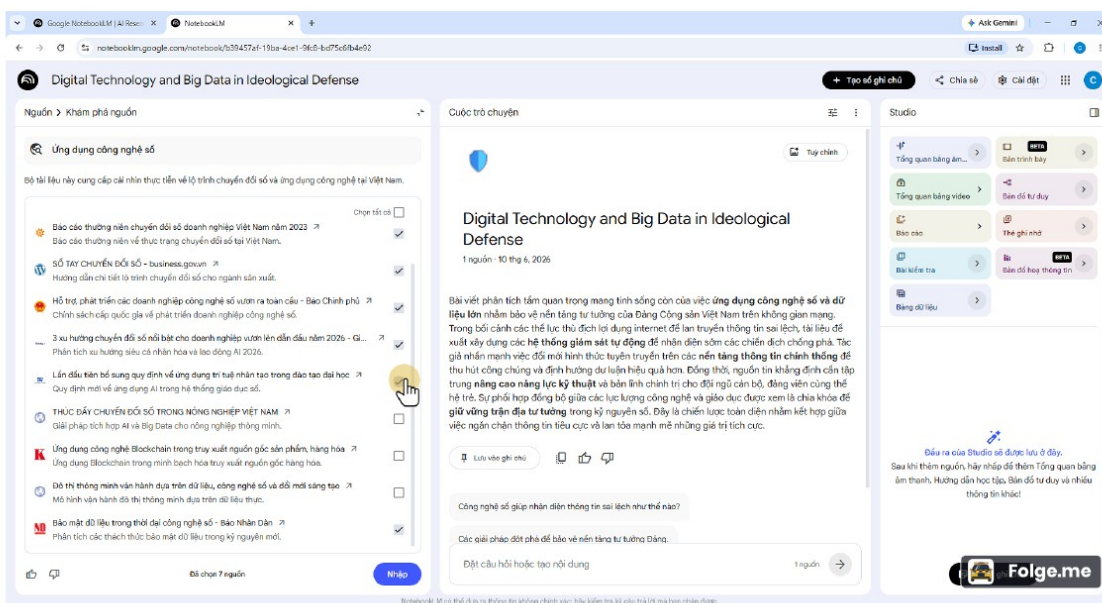 Google NotebookLM | AI Resea
NotebookLM
Ask Gemini
notebooklm.google.com/notebook/b39457af-19ba-4ce1-9fc8-bd75c6fb4e92
Install
Digital Technology and Big Data in Ideological Defense
Tạo sổ ghi chú
Chia sẻ
Cài đặt
C
Nguồn > Khám phá nguồn
Ứng dụng công nghệ số
Bộ tài liệu này cung cấp cái nhìn thực tiễn về lộ trình chuyển đổi số và ứng dụng công nghệ tại Việt Nam.
Chọn tất cả
Báo cáo thường niên chuyển đổi số doanh nghiệp Việt Nam năm 2023
Báo cáo thường niên về thực trạng chuyển đổi số tại Việt Nam.
SỔ TAY CHUYỂN ĐỔI SỐ - business.gov.vn
Hướng dẫn chi tiết lộ trình chuyển đổi số cho ngành sản xuất.
Hỗ trợ, phát triển các doanh nghiệp công nghệ số vươn ra toàn cầu - Báo Chính phủ
Chính sách cấp quốc gia về phát triển doanh nghiệp công nghệ số.
3 xu hướng chuyển đổi số nổi bật cho doanh nghiệp vươn lên dẫn đầu năm 2026 - Gi...
Phân tích xu hướng siêu cá nhân hóa và lao động AI 2026.
Lần đầu tiên bổ sung quy định về ứng dụng trí tuệ nhân tạo trong đào tạo đại học
Quy định mới về ứng dụng AI trong hệ thống giáo dục số.
THÚC ĐẨY CHUYỂN ĐỔI SỐ TRONG NÔNG NGHIỆP VIỆT NAM
Giải pháp tích hợp AI và Big Data cho nông nghiệp thông minh.
Ứng dụng công nghệ Blockchain trong truy xuất nguồn gốc sản phẩm, hàng hóa
Ứng dụng Blockchain trong minh bạch hóa truy xuất nguồn gốc hàng hóa.
Đô thị thông minh vận hành dựa trên dữ liệu, công nghệ số và đổi mới sáng tạo
Mô hình vận hành đô thị thông minh dựa trên dữ liệu thực.
Bảo mật dữ liệu trong thời đại công nghệ số - Báo Nhân Dân
Phân tích các thách thức bảo mật dữ liệu trong kỷ nguyên mới.
Đã chọn 7 nguồn
Nhập
Cuộc trò chuyện
Tuỳ chỉnh
Digital Technology and Big Data in Ideological
Defense
1 nguồn · 10 thg 6, 2026
Bài viết phân tích tầm quan trọng mang tính sống còn của việc ứng dụng công nghệ số và dữ
liệu lớn nhằm bảo vệ nền tảng tư tưởng của Đảng Cộng sản Việt Nam trên không gian mạng.
Trong bối cảnh các thế lực thù địch lợi dụng internet để lan truyền thông tin sai lệch, tài liệu đề
xuất xây dựng các hệ thống giám sát tự động để nhận diện sớm các chiến dịch chống phá. Tác
giả nhấn mạnh việc đổi mới hình thức tuyên truyền trên các nền tảng thông tin chính thống để
thu hút công chúng và định hướng dư luận hiệu quả hơn. Đồng thời, nguồn tin khẳng định cần tập
trung nâng cao năng lực kỹ thuật và bản lĩnh chính trị cho đội ngũ cán bộ, đảng viên cùng thế
hệ trẻ. Sự phối hợp đồng bộ giữa các lực lượng công nghệ và giáo dục được xem là chìa khóa để
giữ vững trận địa tư tưởng trong kỷ nguyên số. Đây là chiến lược toàn diện nhằm kết hợp giữa
việc ngăn chặn thông tin tiêu cực và lan tỏa mạnh mẽ những giá trị tích cực.
Lưu vào ghi chú
Công nghệ số giúp nhận diện thông tin sai lệch như thế nào?
Các giải pháp đột phá để bảo vệ nền tảng tư tưởng Đảng.
Đặt câu hỏi hoặc tạo nội dung
1 nguồn
NotebookLM có thể đưa ra thông tin không chính xác; hãy kiểm tra kỹ câu trả lời mà bạn nhận được.
Studio
Tổng quan bằng âm...
BETA
Bản trình bày
Tổng quan bằng video
Bản đồ tư duy
Báo cáo
Thẻ ghi nhớ
Bài kiểm tra
BETA
Bản đồ hoạ thông tin
Bảng dữ liệu
Đầu ra của Studio sẽ được lưu ở đây.
Sau khi thêm nguồn, hãy nhấp để thêm Tổng quan bằng
âm thanh, Hướng dẫn học tập, Bản đồ tư duy và nhiều
thông tin khác!
Folge.me